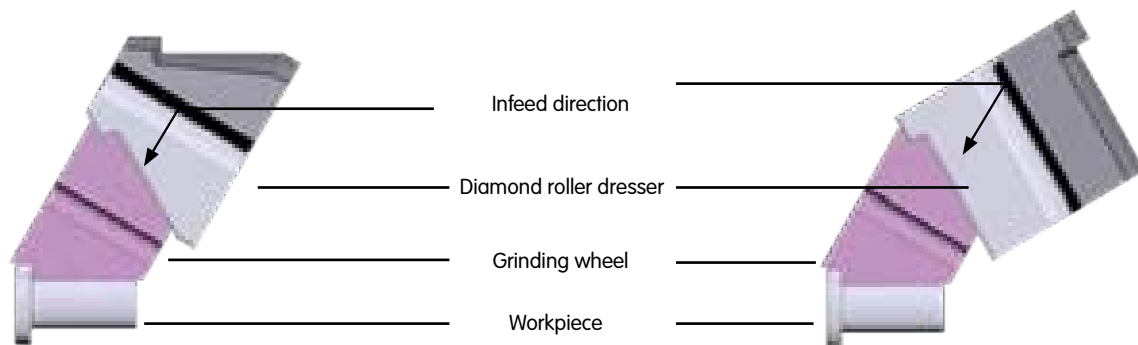 Infeed direction
Diamond roller dresser
Grinding wheel
Workpiece